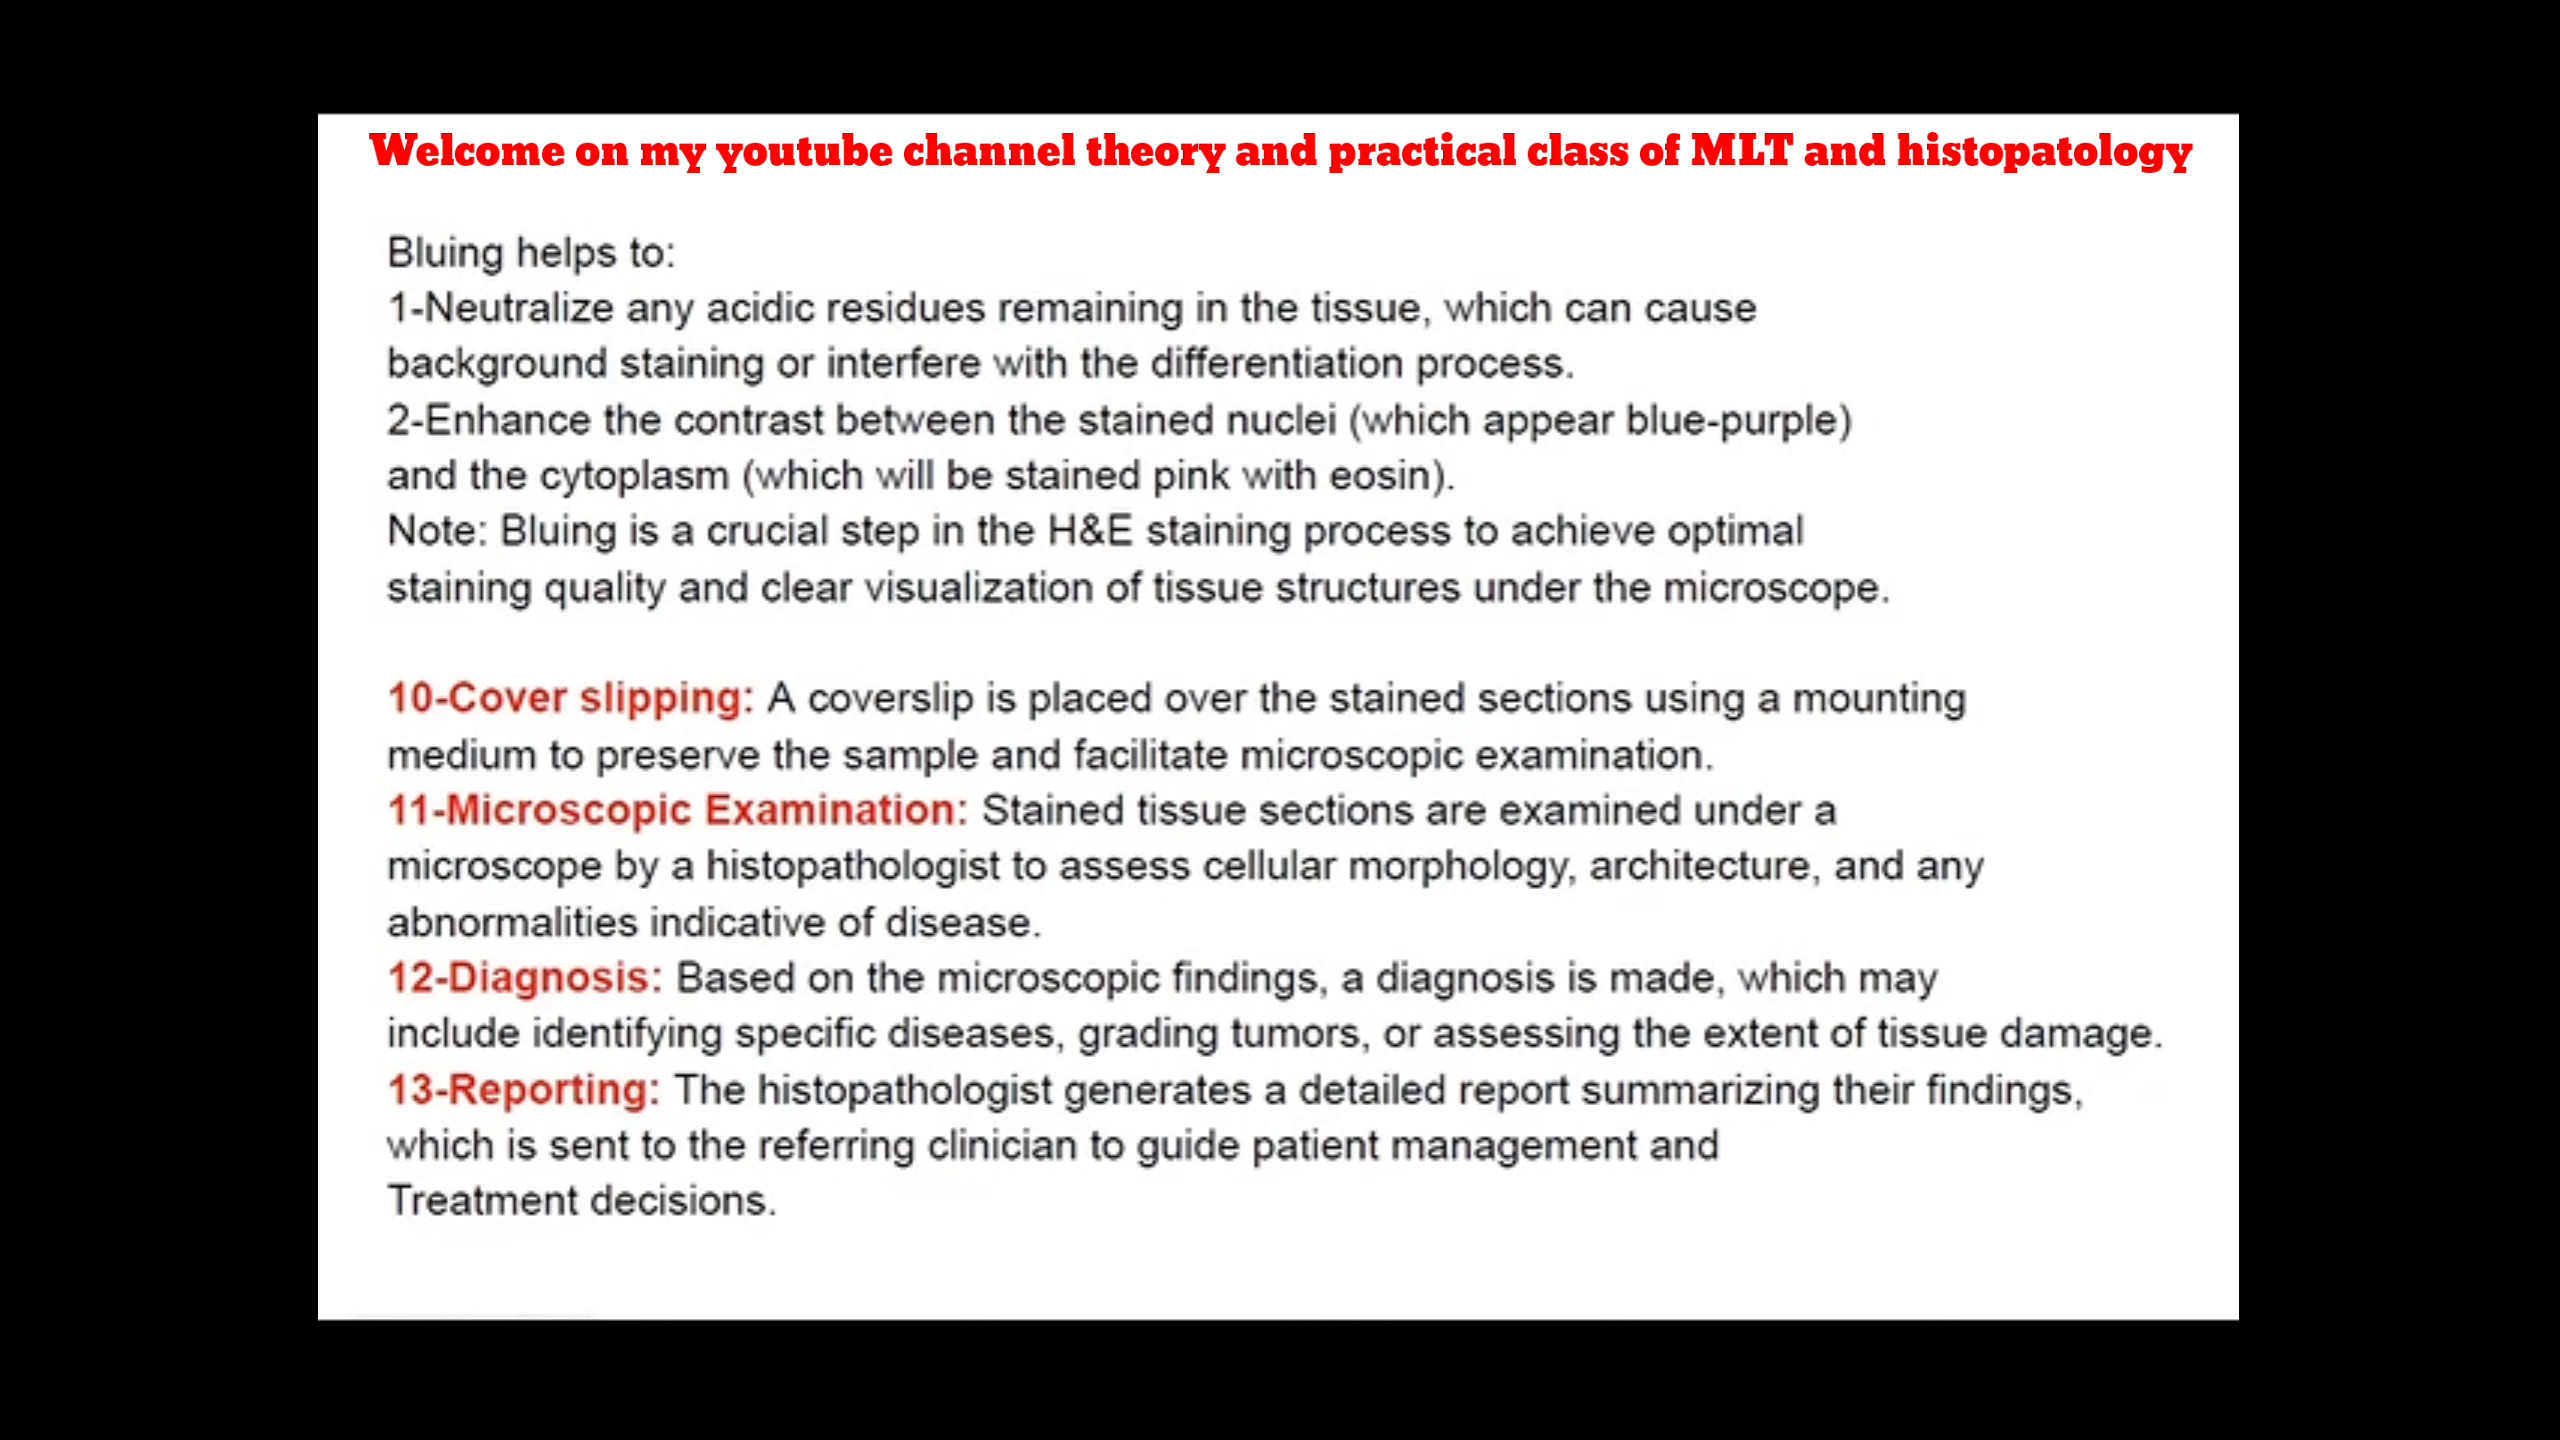 Welcome on my youtube channel theory and practical class of MLT and histopatology
Bluing helps to:
1-Neutralize any acidic residues remaining in the tissue, which can cause
background staining or interfere with the differentiation process.
2-Enhance the contrast between the stained nuclei (which appear blue-purple)
and the cytoplasm (which will be stained pink with eosin).
Note: Bluing is a crucial step in the H&E staining process to achieve optimal
staining quality and clear visualization of tissue structures under the microscope.
10-Cover slipping: A coverslip is placed over the stained sections using a mounting
medium to preserve the sample and facilitate microscopic examination.
11-Microscopic Examination: Stained tissue sections are examined under a
microscope by a histopathologist to assess cellular morphology, architecture, and any
abnormalities indicative of disease.
12-Diagnosis: Based on the microscopic findings, a diagnosis is made, which may
include identifying specific diseases, grading tumors, or assessing the extent of tissue damage.
13-Reporting: The histopathologist generates a detailed report summarizing their findings,
which is sent to the referring clinician to guide patient management and
Treatment decisions.